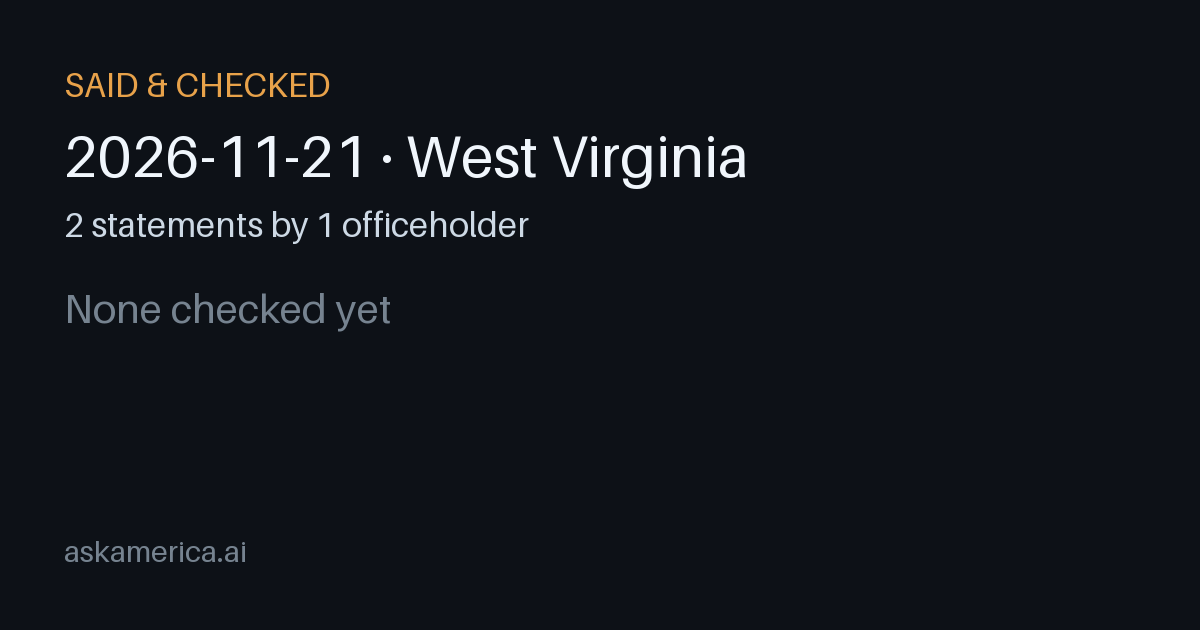 SAID & CHECKED
2026-11-21 · West Virginia
2 statements by 1 officeholder
None checked yet
askamerica.ai